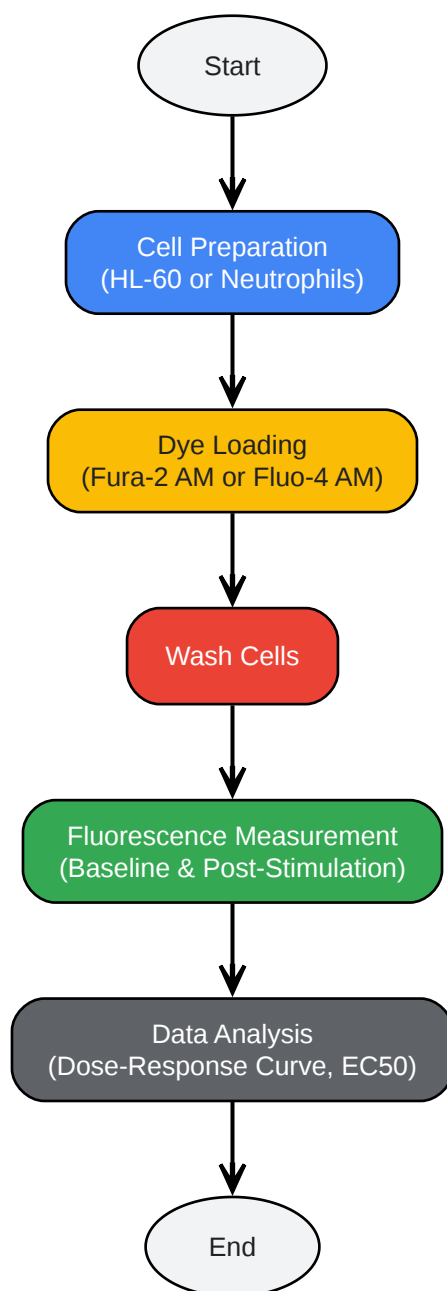 Start
Cell Preparation
(HL-60 or Neutrophils)
Dye Loading
(Fura-2 AM or Fluo-4 AM)
Wash Cells
Fluorescence Measurement
(Baseline & Post-Stimulation)
Data Analysis
(Dose-Response Curve, EC50)
End